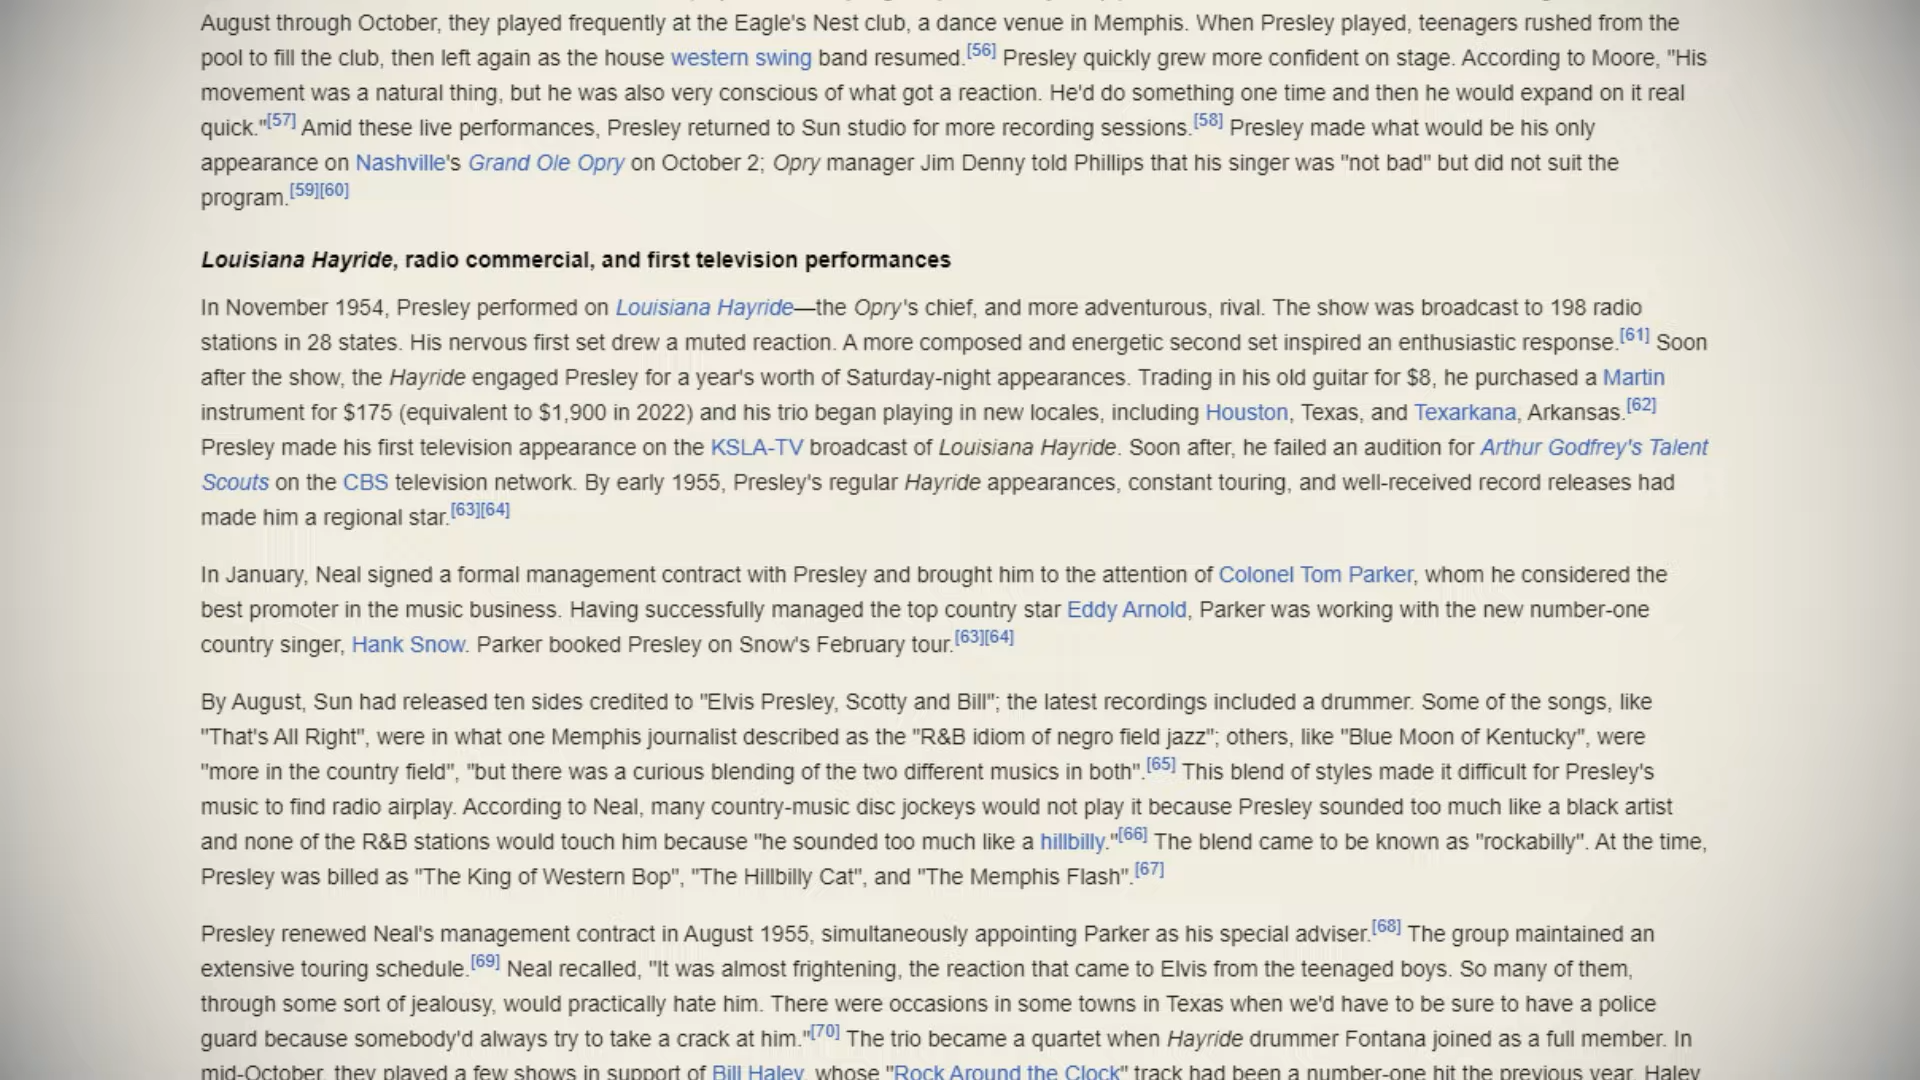 August through October, they played frequently at the Eagle's Nest club, a dance venue in Memphis. When Presley played, teenagers rushed from the
pool to fill the club, then left again as the house western swing band resumed.[56] Presley quickly grew more confident on stage. According to Moore, "His
movement was a natural thing, but he was also very conscious of what got a reaction. He'd do something one time and then he would expand on it real
quick."[57] Amid these live performances, Presley returned to Sun studio for more recording sessions.[58] Presley made what would be his only
appearance on Nashville's Grand Ole Opry on October 2; Opry manager Jim Denny told Phillips that his singer was "not bad" but did not suit the
program.[59][60]
Louisiana Hayride, radio commercial, and first television performances
In November 1954, Presley performed on Louisiana Hayride—the Opry's chief, and more adventurous, rival. The show was broadcast to 198 radio
stations in 28 states. His nervous first set drew a muted reaction. A more composed and energetic second set inspired an enthusiastic response.[61] Soon
after the show, the Hayride engaged Presley for a year's worth of Saturday-night appearances. Trading in his old guitar for $8, he purchased a Martin
instrument for $175 (equivalent to $1,900 in 2022) and his trio began playing in new locales, including Houston, Texas, and Texarkana, Arkansas.[62]
Presley made his first television appearance on the KSLA-TV broadcast of Louisiana Hayride. Soon after, he failed an audition for Arthur Godfrey's Talent
Scouts on the CBS television network. By early 1955, Presley's regular Hayride appearances, constant touring, and well-received record releases had
made him a regional star.[63][64]
In January, Neal signed a formal management contract with Presley and brought him to the attention of Colonel Tom Parker, whom he considered the
best promoter in the music business. Having successfully managed the top country star Eddy Arnold, Parker was working with the new number-one
country singer, Hank Snow. Parker booked Presley on Snow's February tour.[63][64]
By August, Sun had released ten sides credited to "Elvis Presley, Scotty and Bill"; the latest recordings included a drummer. Some of the songs, like
"That's All Right", were in what one Memphis journalist described as the "R&B idiom of negro field jazz"; others, like "Blue Moon of Kentucky", were
"more in the country field", "but there was a curious blending of the two different musics in both".[65] This blend of styles made it difficult for Presley's
music to find radio airplay. According to Neal, many country-music disc jockeys would not play it because Presley sounded too much like a black artist
and none of the R&B stations would touch him because "he sounded too much like a hillbilly."[66] The blend came to be known as "rockabilly". At the time,
Presley was billed as "The King of Western Bop", "The Hillbilly Cat", and "The Memphis Flash".[67]
Presley renewed Neal's management contract in August 1955, simultaneously appointing Parker as his special adviser.[68] The group maintained an
extensive touring schedule.[69] Neal recalled, "It was almost frightening, the reaction that came to Elvis from the teenaged boys. So many of them,
through some sort of jealousy, would practically hate him. There were occasions in some towns in Texas when we'd have to be sure to have a police
guard because somebody'd always try to take a crack at him."[70] The trio became a quartet when Hayride drummer Fontana joined as a full member. In
mid-October, they played a few shows in support of Bill Haley, whose "Rock Around the Clock" track had been a number-one hit the previous year. Haley